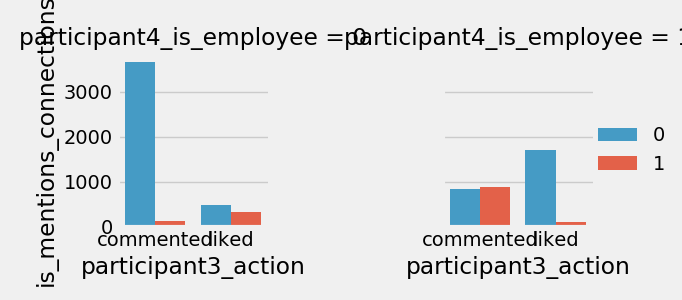 participant4_is_employee = 0
participant4_is_employee = 1
is_mentions_connections
3000
2000
1000
0
commented liked
commented liked
participant3_action
participant3_action
0
1